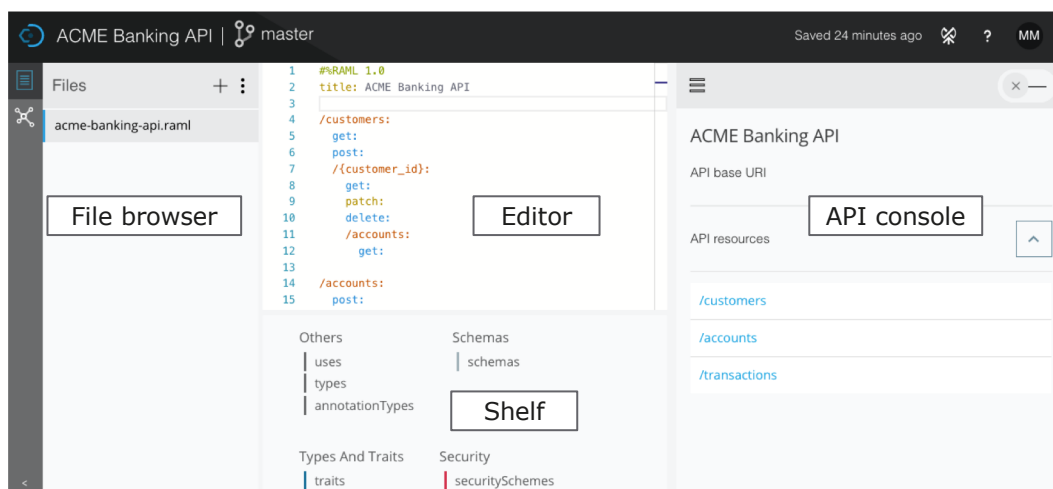 ACME Banking API | master
Saved 24 minutes ago ? MM
Files + ⋮
acme-banking-api.raml
File browser
1 #%RAML 1.0
2 title: ACME Banking API
3
4 /customers:
5 get:
6 post:
7 /{customer_id}:
8 get:
9 patch:
10 delete:
11 /accounts:
12 get:
13
14 /accounts:
15 post:
Editor
Others
uses
types
annotationTypes
Schemas
schemas
Shelf
Types And Traits
traits
Security
securitySchemes
ACME Banking API
API base URI
API console
API resources
/customers
/accounts
/transactions
<